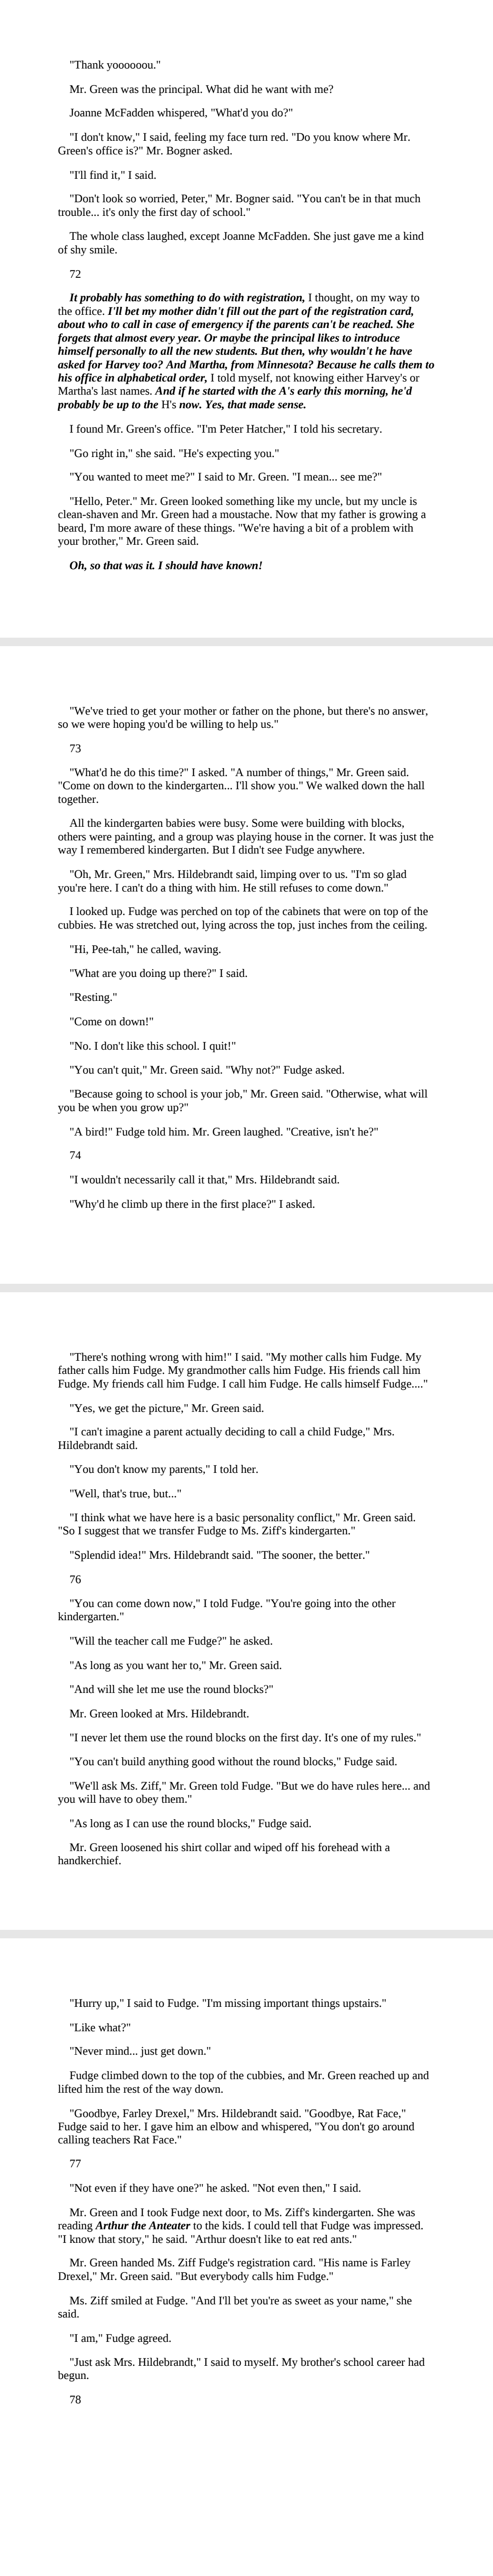 "Thank yoooooou."
Mr. Green was the principal. What did he want with me?
Joanne McFadden whispered, "What'd you do?"
"I don't know," I said, feeling my face turn red. "Do you know where Mr.
Green's office is?" Mr. Bogner asked.
"I'll find it," I said.
"Don't look so worried, Peter," Mr. Bogner said. "You can't be in that much
trouble... it's only the first day of school."
The whole class laughed, except Joanne McFadden. She just gave me a kind
of shy smile.
72
It probably has something to do with registration, I thought, on my way to
the office. I'll bet my mother didn't fill out the part of the registration card,
about who to call in case of emergency if the parents can't be reached. She
forgets that almost every year. Or maybe the principal likes to introduce
himself personally to all the new students. But then, why wouldn't he have
asked for Harvey too? And Martha, from Minnesota? Because he calls them to
his office in alphabetical order, I told myself, not knowing either Harvey's or
Martha's last names. And if he started with the A's early this morning, he'd
probably be up to the H's now. Yes, that made sense.
I found Mr. Green's office. "I'm Peter Hatcher," I told his secretary.
"Go right in," she said. "He's expecting you."
"You wanted to meet me?" I said to Mr. Green. "I mean... see me?"
"Hello, Peter." Mr. Green looked something like my uncle, but my uncle is
clean-shaven and Mr. Green had a moustache. Now that my father is growing a
beard, I'm more aware of these things. "We're having a bit of a problem with
your brother," Mr. Green said.
Oh, so that was it. I should have known!
"We've tried to get your mother or father on the phone, but there's no answer,
so we were hoping you'd be willing to help us."
73
"What'd he do this time?" I asked. "A number of things," Mr. Green said.
"Come on down to the kindergarten... I'll show you." We walked down the hall
together.
All the kindergarten babies were busy. Some were building with blocks,
others were painting, and a group was playing house in the corner. It was just the
way I remembered kindergarten. But I didn't see Fudge anywhere.
"Oh, Mr. Green," Mrs. Hildebrandt said, limping over to us. "I'm so glad
you're here. I can't do a thing with him. He still refuses to come down."
I looked up. Fudge was perched on top of the cabinets that were on top of the
cubbies. He was stretched out, lying across the top, just inches from the ceiling.
"Hi, Pee-tah," he called, waving.
"What are you doing up there?" I said.
"Resting."
"Come on down!"
"No. I don't like this school. I quit!"
"You can't quit," Mr. Green said. "Why not?" Fudge asked.
"Because going to school is your job," Mr. Green said. "Otherwise, what will
you be when you grow up?"
"A bird!" Fudge told him. Mr. Green laughed. "Creative, isn't he?"
74
"I wouldn't necessarily call it that," Mrs. Hildebrandt said.
"Why'd he climb up there in the first place?" I asked.
"There's nothing wrong with him!" I said. "My mother calls him Fudge. My
father calls him Fudge. My grandmother calls him Fudge. His friends call him
Fudge. My friends call him Fudge. I call him Fudge. He calls himself Fudge...."
"Yes, we get the picture," Mr. Green said.
"I can't imagine a parent actually deciding to call a child Fudge," Mrs.
Hildebrandt said.
"You don't know my parents," I told her.
"Well, that's true, but..."
"I think what we have here is a basic personality conflict," Mr. Green said.
"So I suggest that we transfer Fudge to Ms. Ziff's kindergarten."
"Splendid idea!" Mrs. Hildebrandt said. "The sooner, the better."
76
"You can come down now," I told Fudge. "You're going into the other
kindergarten."
"Will the teacher call me Fudge?" he asked.
"As long as you want her to," Mr. Green said.
"And will she let me use the round blocks?"
Mr. Green looked at Mrs. Hildebrandt.
"I never let them use the round blocks on the first day. It's one of my rules."
"You can't build anything good without the round blocks," Fudge said.
"We'll ask Ms. Ziff," Mr. Green told Fudge. "But we do have rules here... and
you will have to obey them."
"As long as I can use the round blocks," Fudge said.
Mr. Green loosened his shirt collar and wiped off his forehead with a
handkerchief.
"Hurry up," I said to Fudge. "I'm missing important things upstairs."
"Like what?"
"Never mind... just get down."
Fudge climbed down to the top of the cubbies, and Mr. Green reached up and
lifted him the rest of the way down.
"Goodbye, Farley Drexel," Mrs. Hildebrandt said. "Goodbye, Rat Face,"
Fudge said to her. I gave him an elbow and whispered, "You don't go around
calling teachers Rat Face."
77
"Not even if they have one?" he asked. "Not even then," I said.
Mr. Green and I took Fudge next door, to Ms. Ziff's kindergarten. She was
reading Arthur the Anteater to the kids. I could tell that Fudge was impressed.
"I know that story," he said. "Arthur doesn't like to eat red ants."
Mr. Green handed Ms. Ziff Fudge's registration card. "His name is Farley
Drexel," Mr. Green said. "But everybody calls him Fudge."
Ms. Ziff smiled at Fudge. "And I'll bet you're as sweet as your name," she
said.
"I am," Fudge agreed.
"Just ask Mrs. Hildebrandt," I said to myself. My brother's school career had
begun.
78